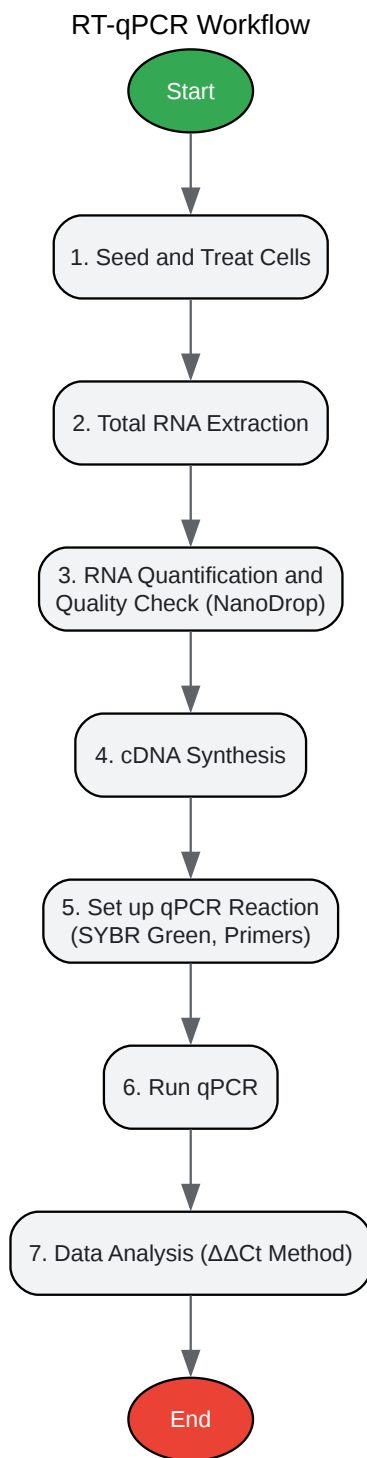 RT-qPCR Workflow
Start
1. Seed and Treat Cells
2. Total RNA Extraction
3. RNA Quantification and
Quality Check (NanoDrop)
4. cDNA Synthesis
5. Set up qPCR Reaction
(SYBR Green, Primers)
6. Run qPCR
7. Data Analysis (ΔΔCt Method)
End